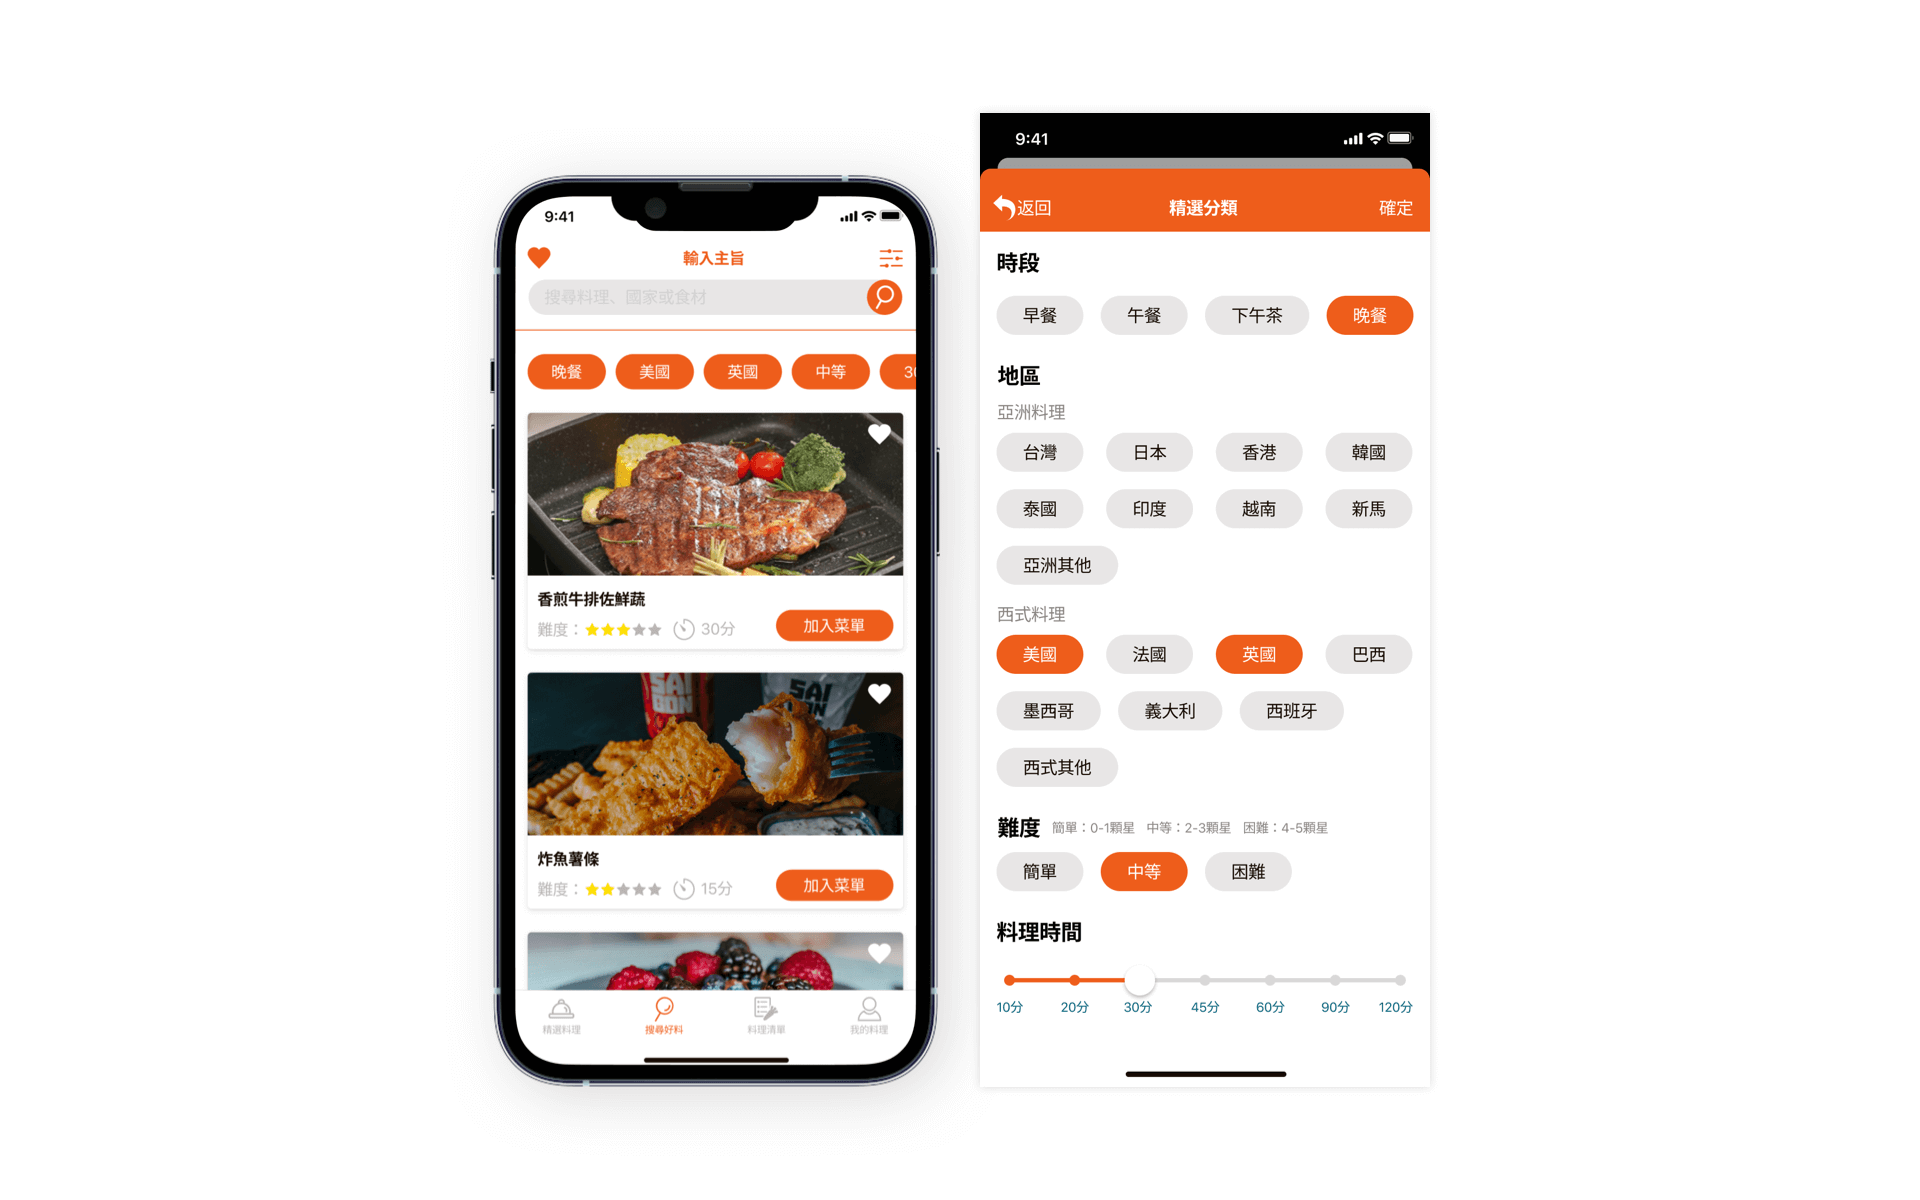 9:41
輸入主旨
搜尋料理、國家或食材
晚餐 美國 英國 中等 30
香煎牛排佐鮮蔬
難度： 30分 加入菜單
SAI GON
SAI GON
炸魚薯條
難度： 15分 加入菜單
精選料理 搜尋好料 料理清單 我的料理
9:41
返回 精選分類 確定
時段
早餐 午餐 下午茶 晚餐
地區
亞洲料理
台灣 日本 香港 韓國
泰國 印度 越南 新馬
亞洲其他
西式料理
美國 法國 英國 巴西
墨西哥 義大利 西班牙
西式其他
難度 簡單：0-1顆星 中等：2-3顆星 困難：4-5顆星
簡單 中等 困難
料理時間
10分 20分 30分 45分 60分 90分 120分